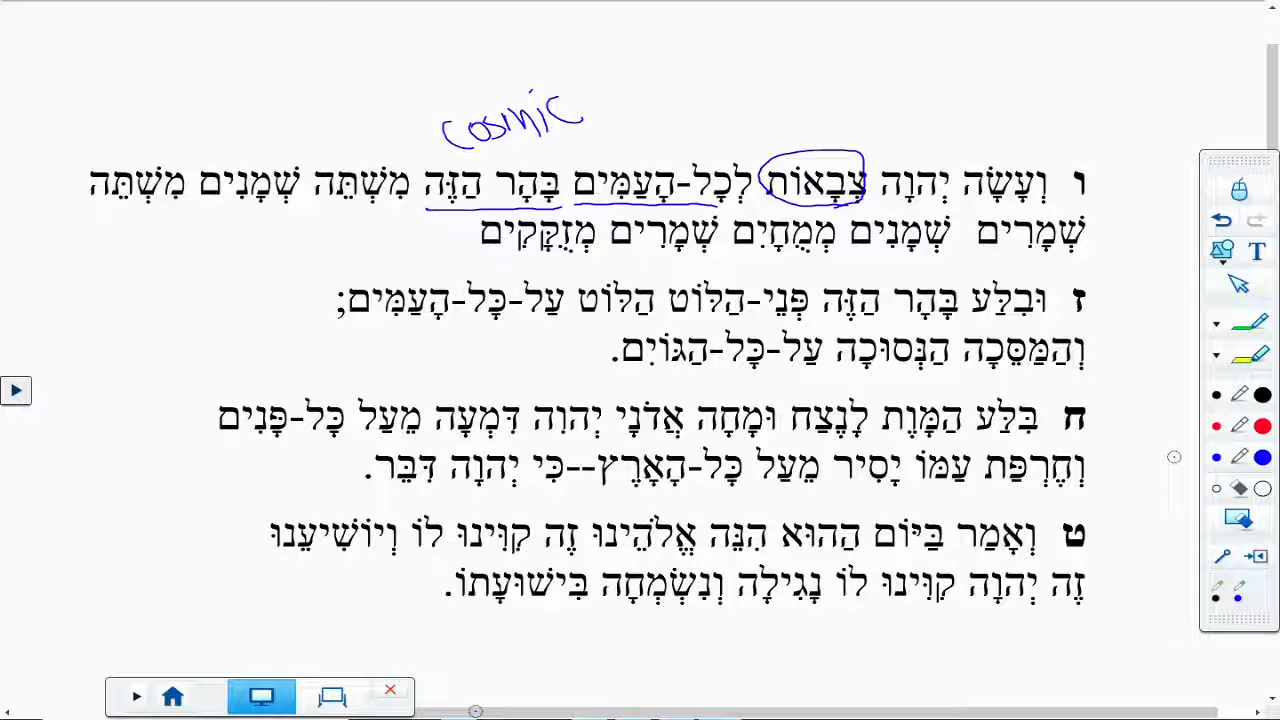 cosmic
ו וְעָשָׂה יְהוָה צְבָאוֹת לְכָל-הָעַמִּים בָּהָר הַזֶּה מִשְׁתֵּה שְׁמָנִים מִשְׁתֵּה
שְׁמָרִים שְׁמָנִים מְמֻחָיִם שְׁמָרִים מְזֻקָּקִים
ז וּבִלַּע בָּהָר הַזֶּה פְּנֵי-הַלּוֹט הַלּוֹט עַל-כָּל-הָעַמִּים;
וְהַמַּסֵּכָה הַנְּסוּכָה עַל-כָּל-הַגּוֹיִם.
ח בִּלַּע הַמָּוֶת לָנֶצַח וּמָחָה אֲדֹנָי יְהוִה דִּמְעָה מֵעַל כָּל-פָּנִים
וְחֶרְפַּת עַמּוֹ יָסִיר מֵעַל כָּל-הָאָרֶץ--כִּי יְהוָה דִּבֵּר.
ט וְאָמַר בַּיּוֹם הַהוּא הִנֵּה אֱלֹהֵינוּ זֶה קִוִּינוּ לוֹ וְיוֹשִׁיעֵנוּ
זֶה יְהוָה קִוִּינוּ לוֹ נָגִילָה וְנִשְׂמְחָה בִּישׁוּעָתוֹ.
T